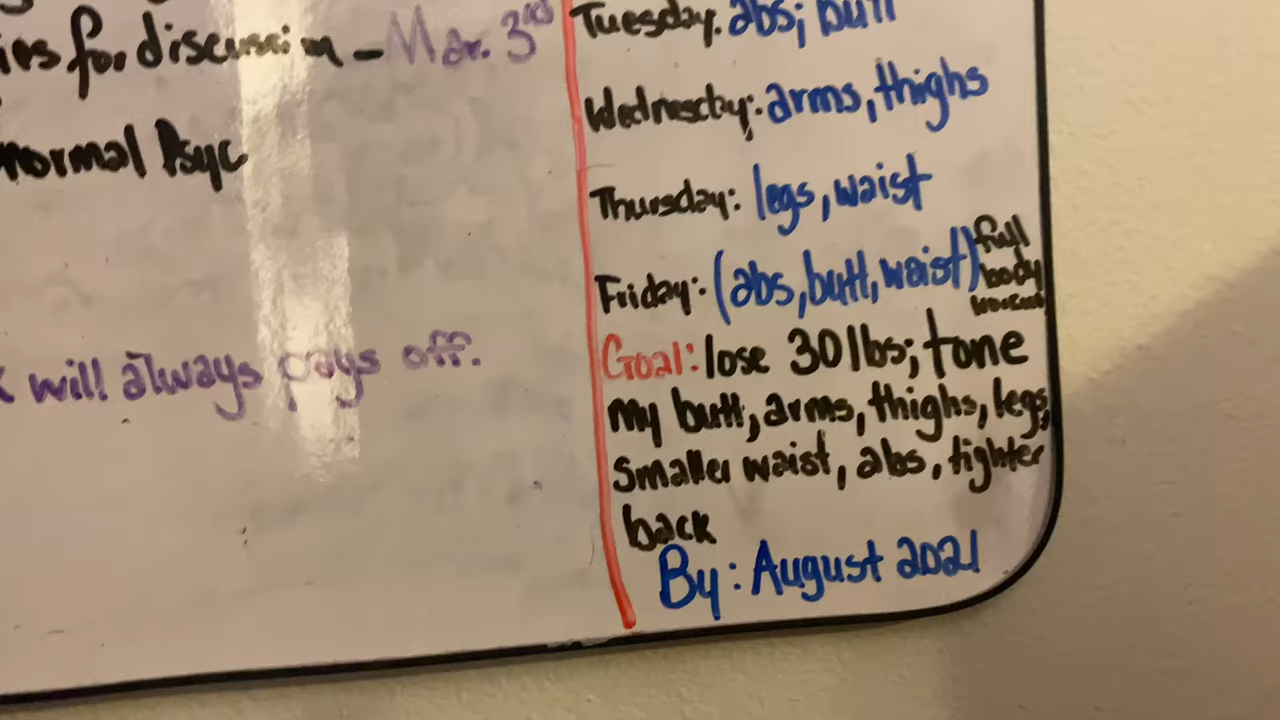 for discussion - Mar. 3rd
normal Psyc
will always pays off.
Tuesday: abs; butt
Wednesday: arms, thighs
Thursday: legs, waist
Friday: (abs, butt, waist) full
body
workout
Goal: lose 30 lbs; tone
my butt, arms, thighs, legs,
smaller waist, abs, tighter
back
By: August 2021